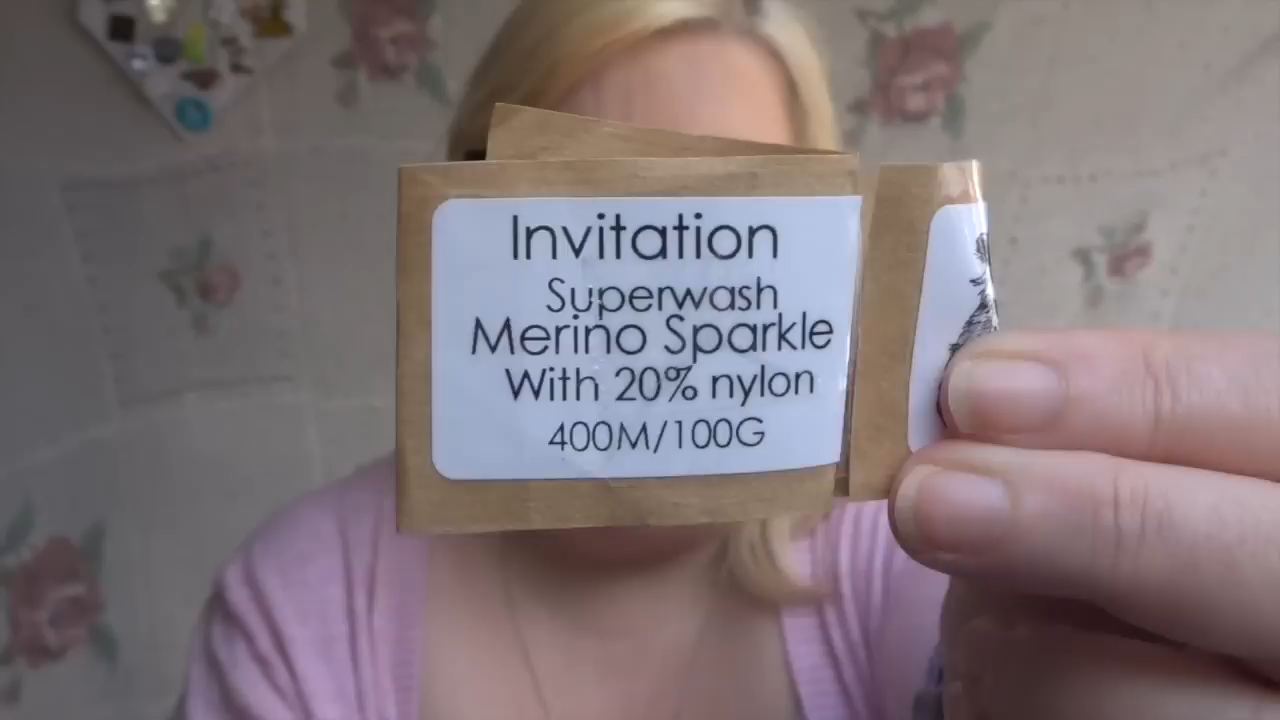 Invitation
Superwash
Merino Sparkle
With 20% nylon
400M/100G